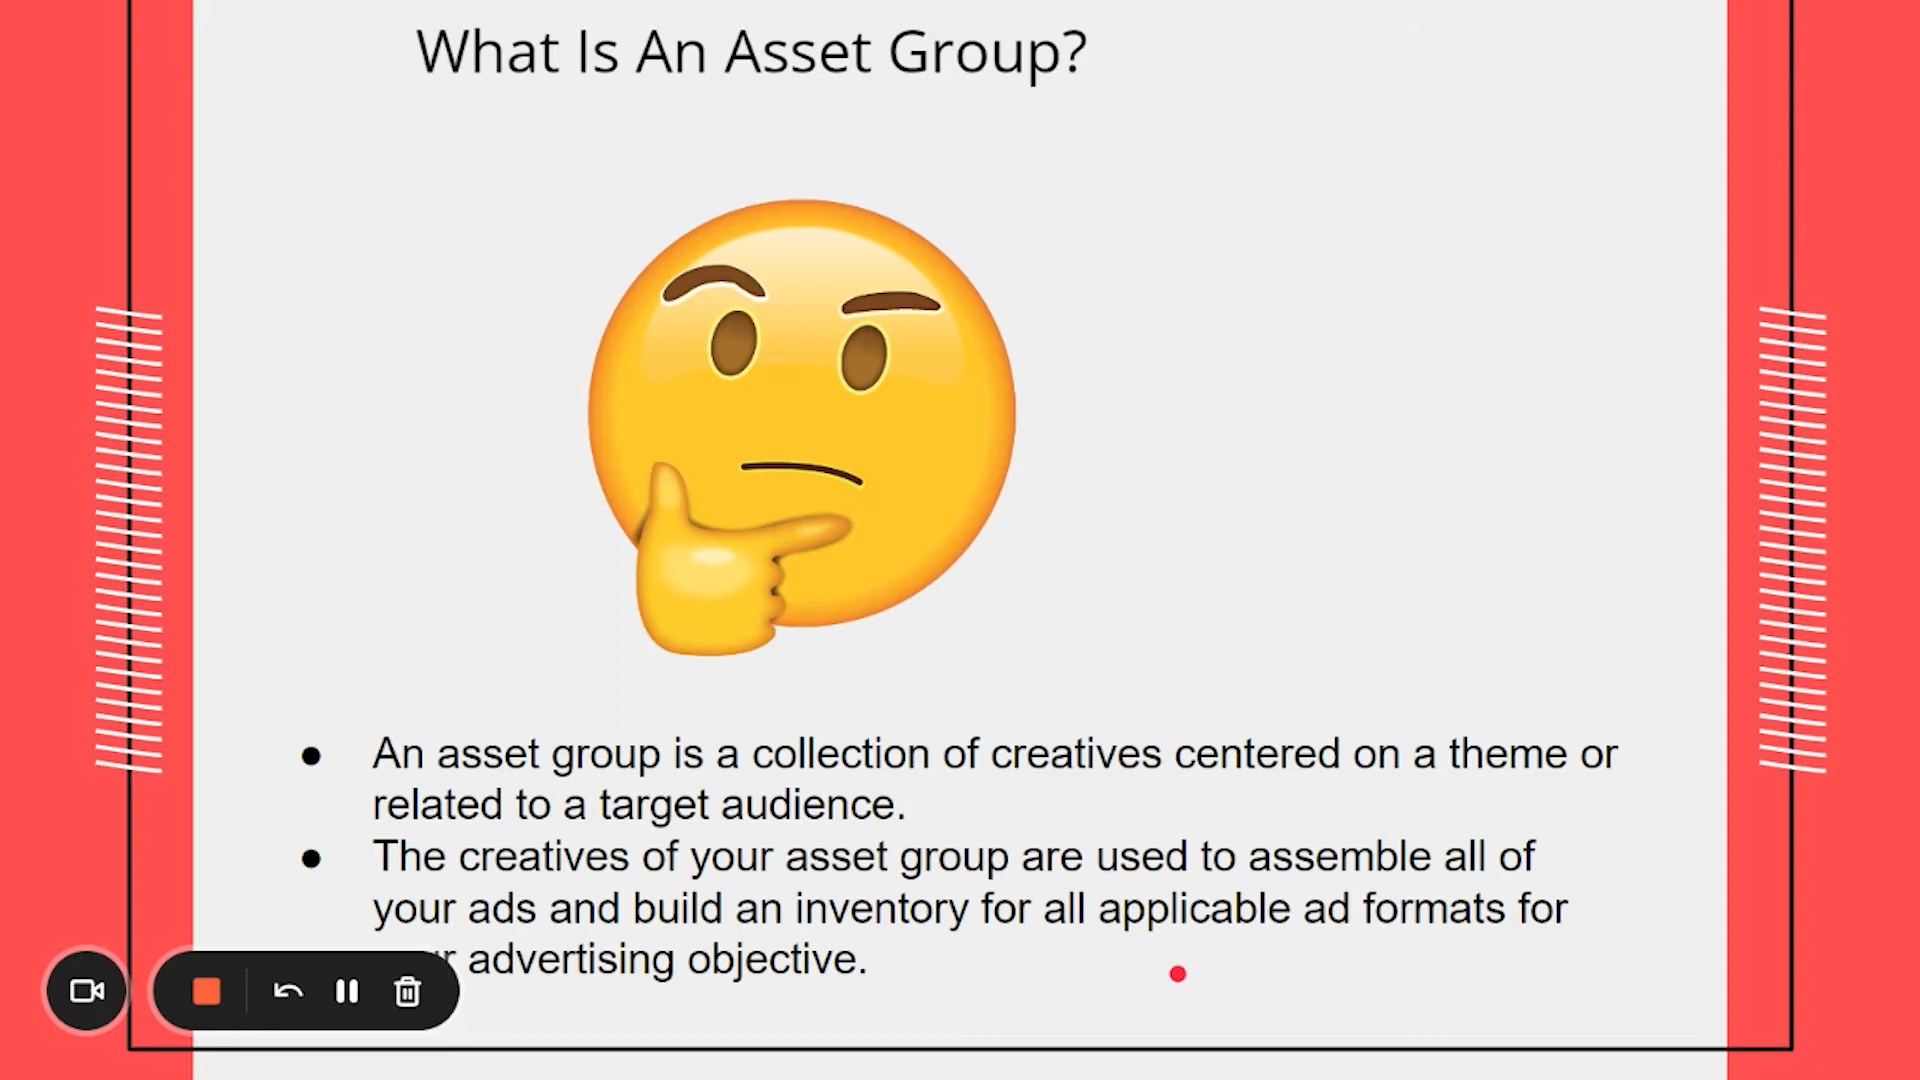 What Is An Asset Group?
● An asset group is a collection of creatives centered on a theme or
related to a target audience.
● The creatives of your asset group are used to assemble all of
your ads and build an inventory for all applicable ad formats for
advertising objective.